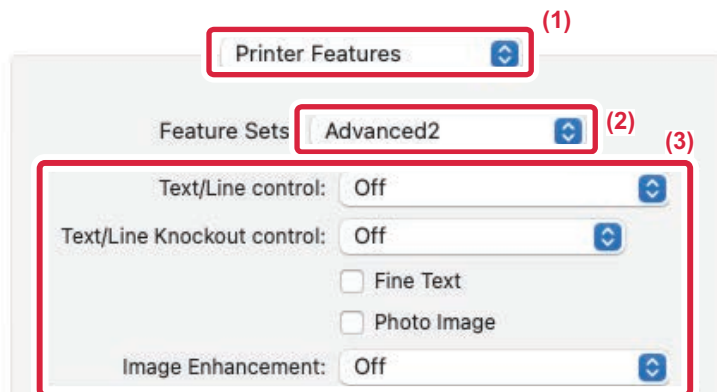 (1)
Printer Features
Feature Sets Advanced2 (2)
(3)
Text/Line control: Off
Text/Line Knockout control: Off
Fine Text
Photo Image
Image Enhancement: Off